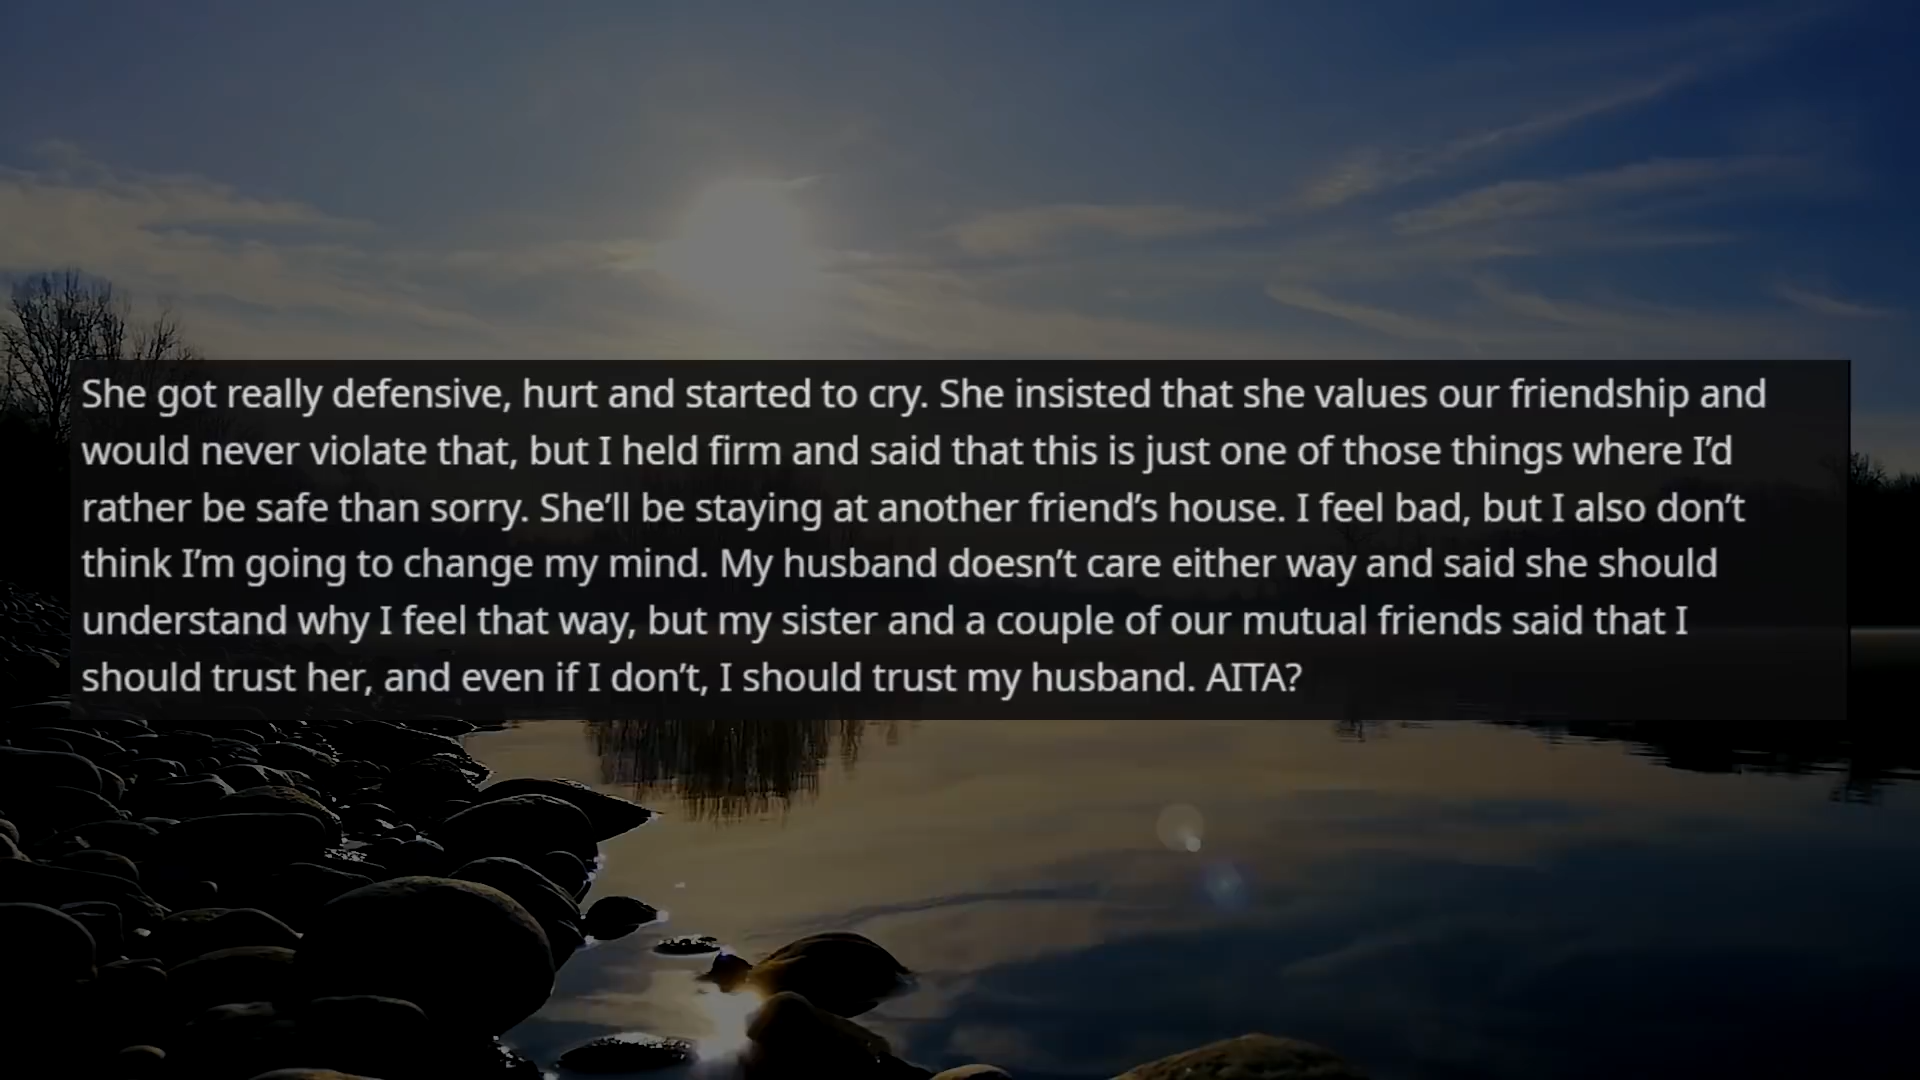 She got really defensive, hurt and started to cry. She insisted that she values our friendship and
would never violate that, but I held firm and said that this is just one of those things where I’d
rather be safe than sorry. She’ll be staying at another friend’s house. I feel bad, but I also don’t
think I’m going to change my mind. My husband doesn’t care either way and said she should
understand why I feel that way, but my sister and a couple of our mutual friends said that I
should trust her, and even if I don’t, I should trust my husband. AITA?